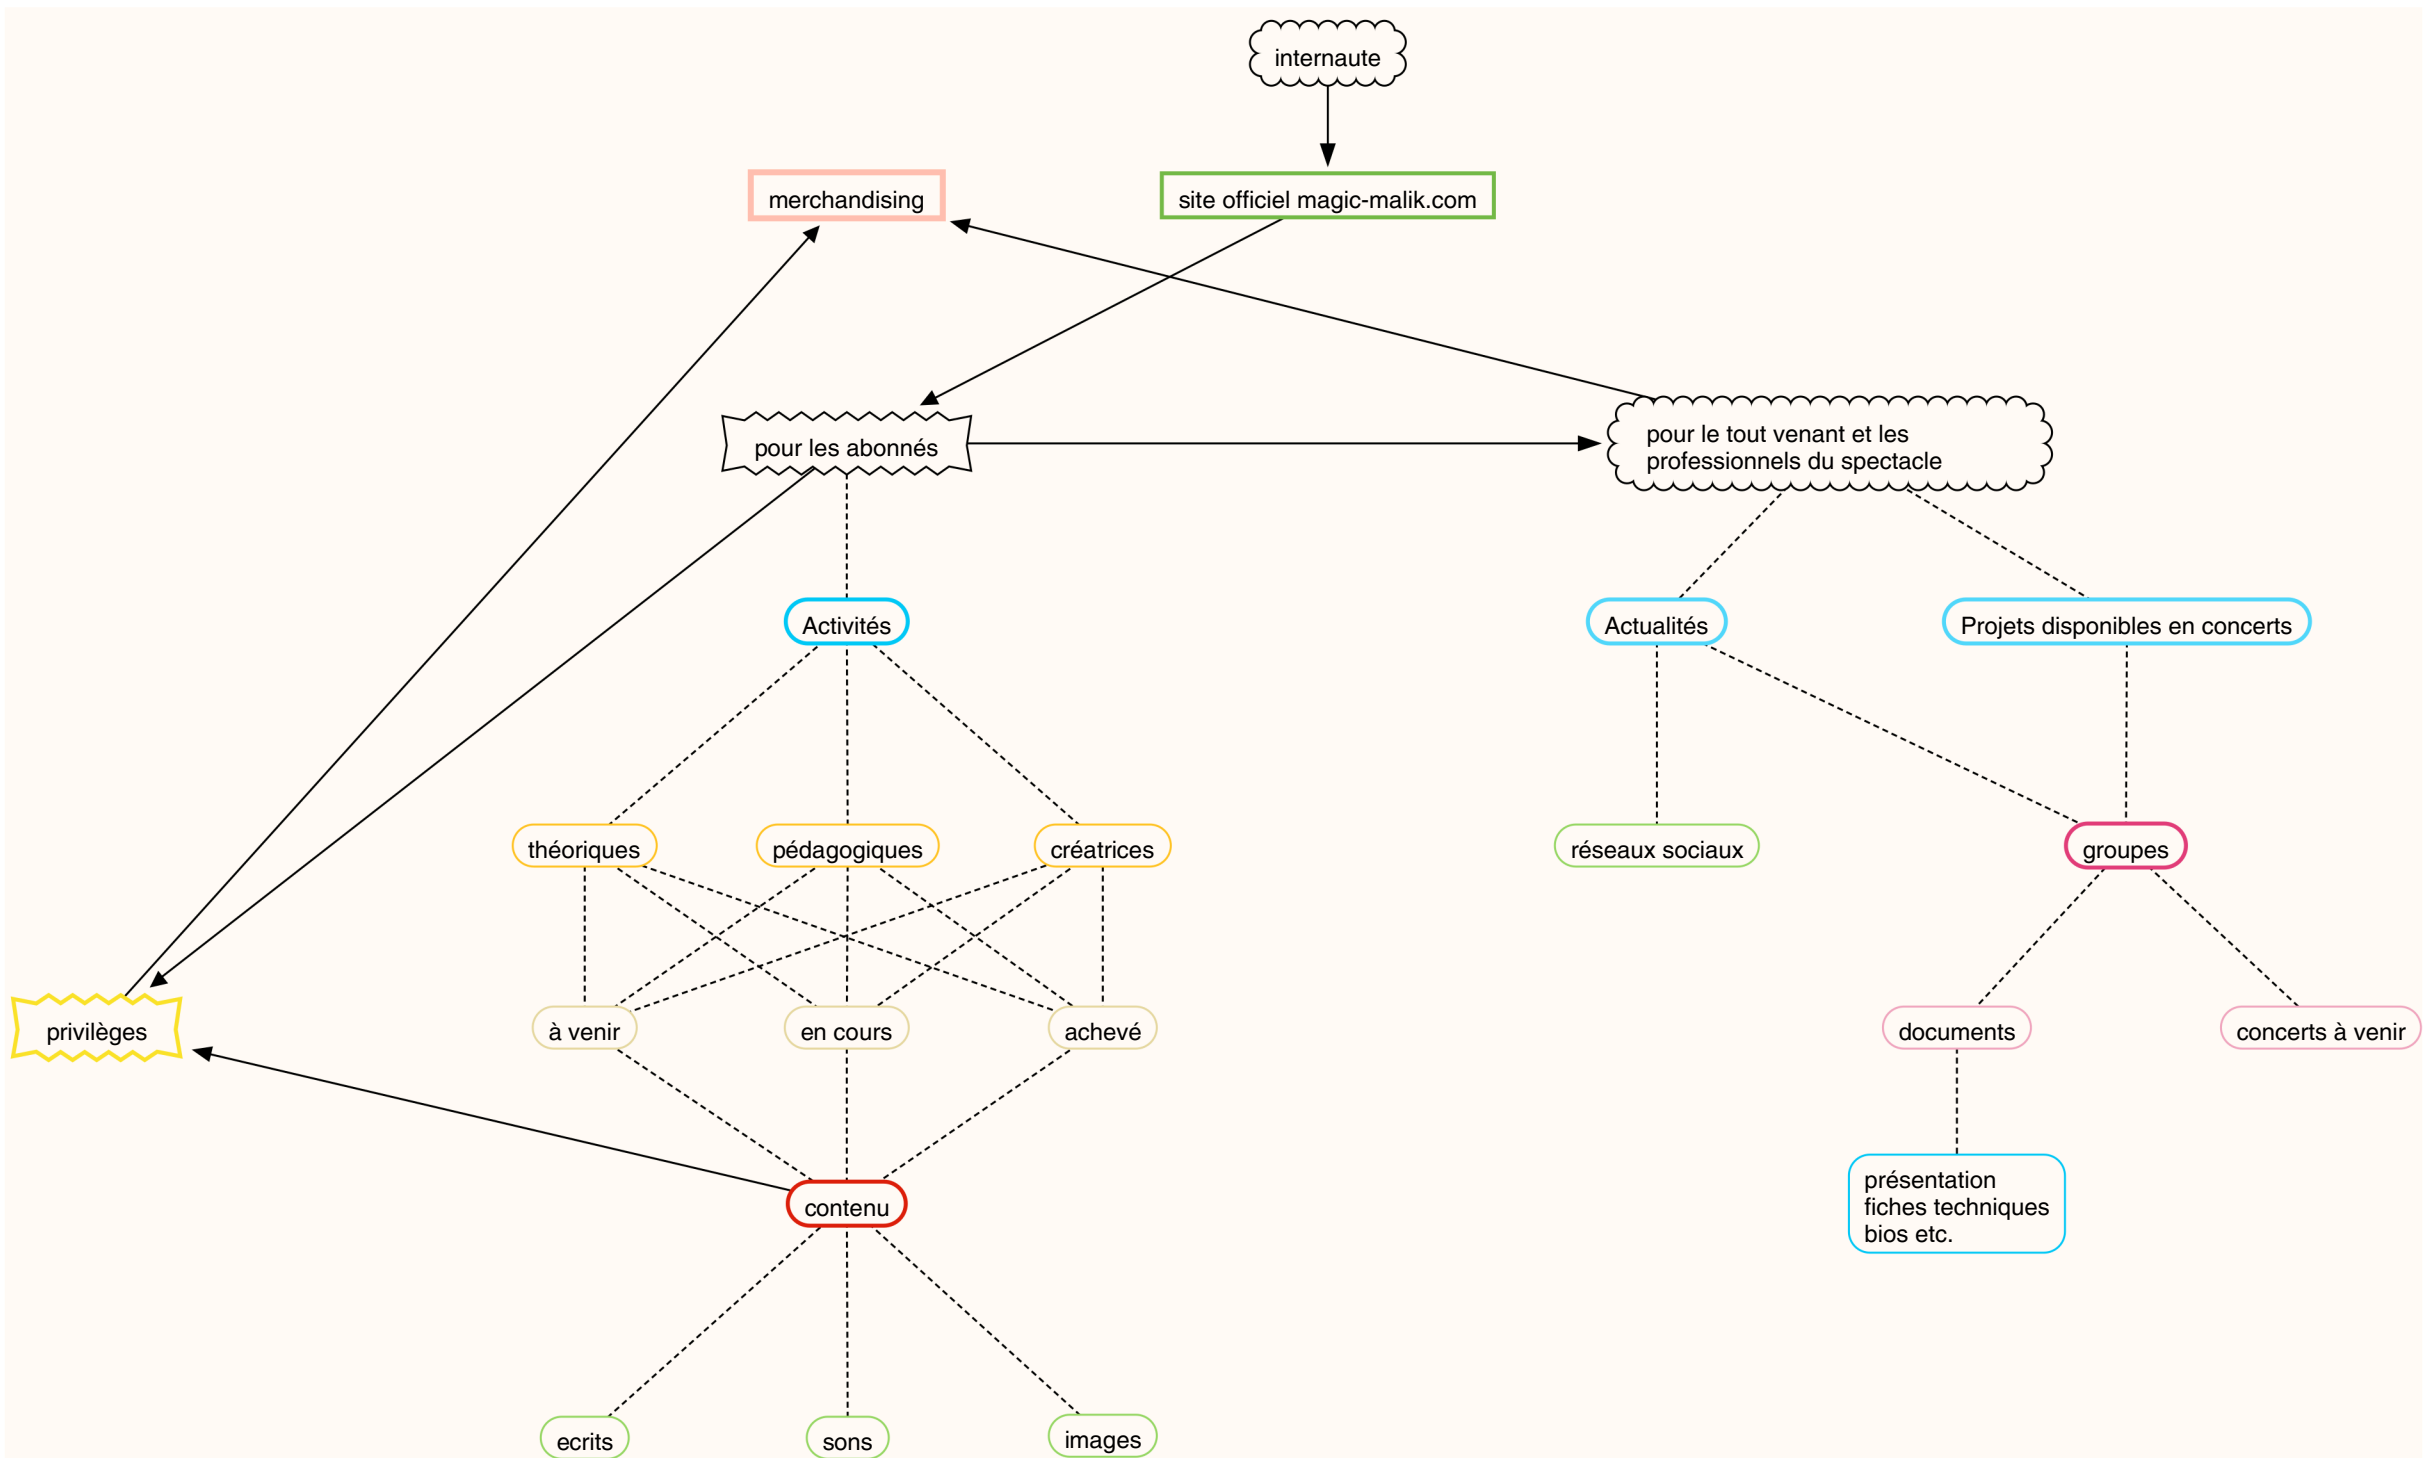 internaute
merchandising
site officiel magic-malik.com
pour les abonnés
pour le tout venant et les
professionnels du spectacle
Activités
Actualités
Projets disponibles en concerts
théoriques
pédagogiques
créatrices
réseaux sociaux
groupes
privilèges
à venir
en cours
achevé
documents
concerts à venir
contenu
présentation
fiches techniques
bios etc.
ecrits
sons
images